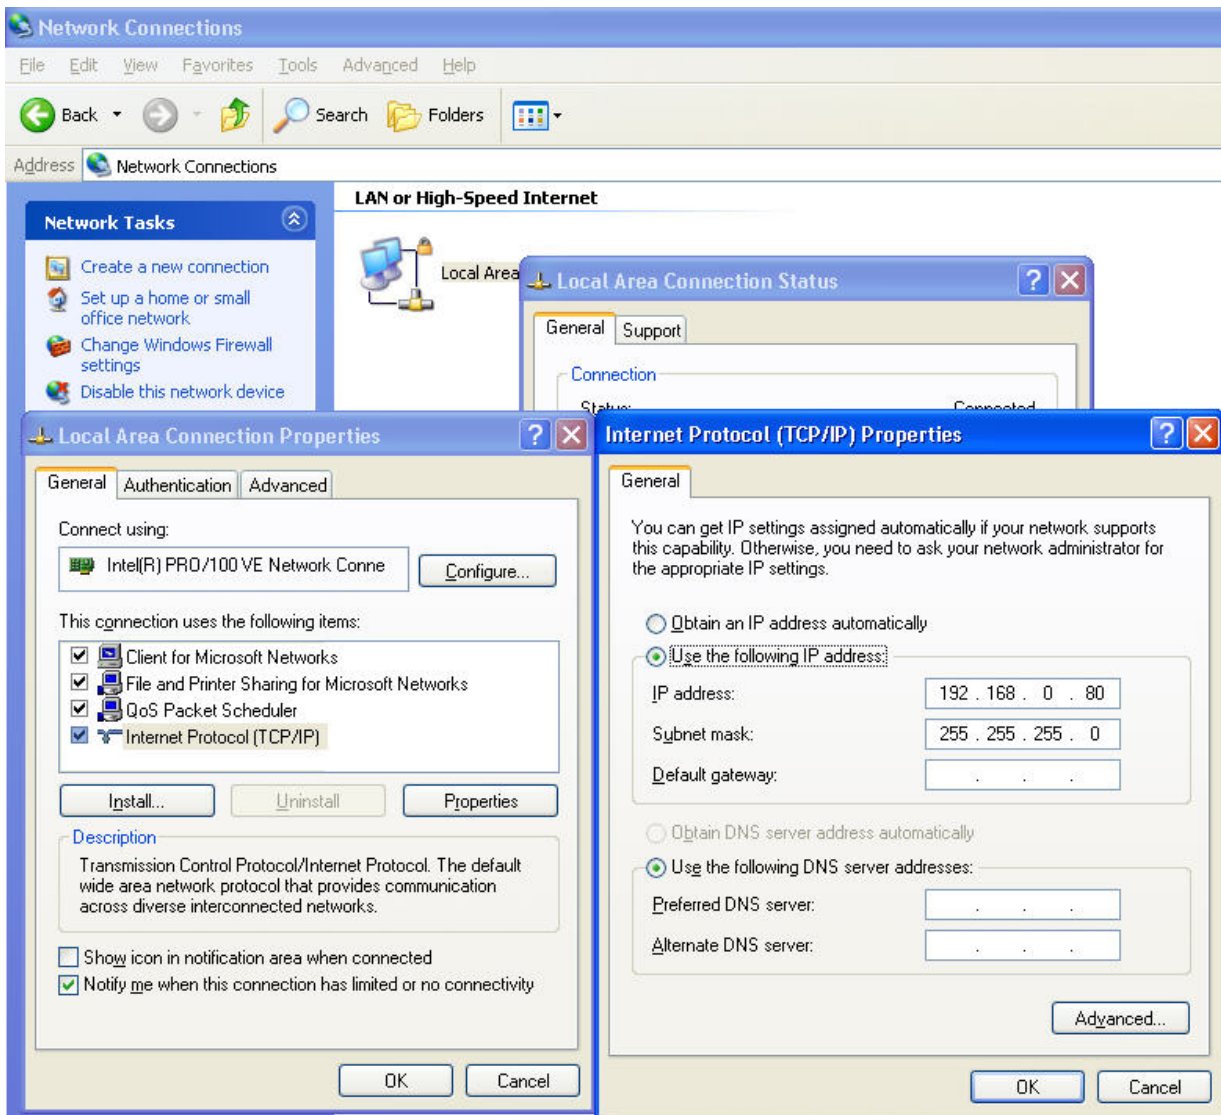 Network Connections
File Edit View Favorites Tools Advanced Help
Back Search Folders
Address Network Connections
Network Tasks
Create a new connection
Set up a home or small
office network
Change Windows Firewall
settings
Disable this network device
LAN or High-Speed Internet
Local Area
Local Area Connection Status
General Support
Connection
Status: Connected
Local Area Connection Properties
General Authentication Advanced
Connect using:
Intel(R) PRO/100 VE Network Conne
Configure...
This connection uses the following items:
Client for Microsoft Networks
File and Printer Sharing for Microsoft Networks
QoS Packet Scheduler
Internet Protocol (TCP/IP)
Install... Uninstall Properties
Description
Transmission Control Protocol/Internet Protocol. The default
wide area network protocol that provides communication
across diverse interconnected networks.
Show icon in notification area when connected
Notify me when this connection has limited or no connectivity
OK Cancel
Internet Protocol (TCP/IP) Properties
General
You can get IP settings assigned automatically if your network supports
this capability. Otherwise, you need to ask your network administrator for
the appropriate IP settings.
Obtain an IP address automatically
Use the following IP address:
IP address: 192 . 168 . 0 . 80
Subnet mask: 255 . 255 . 255 . 0
Default gateway: . . .
Obtain DNS server address automatically
Use the following DNS server addresses:
Preferred DNS server: . . .
Alternate DNS server: . . .
Advanced...
OK Cancel